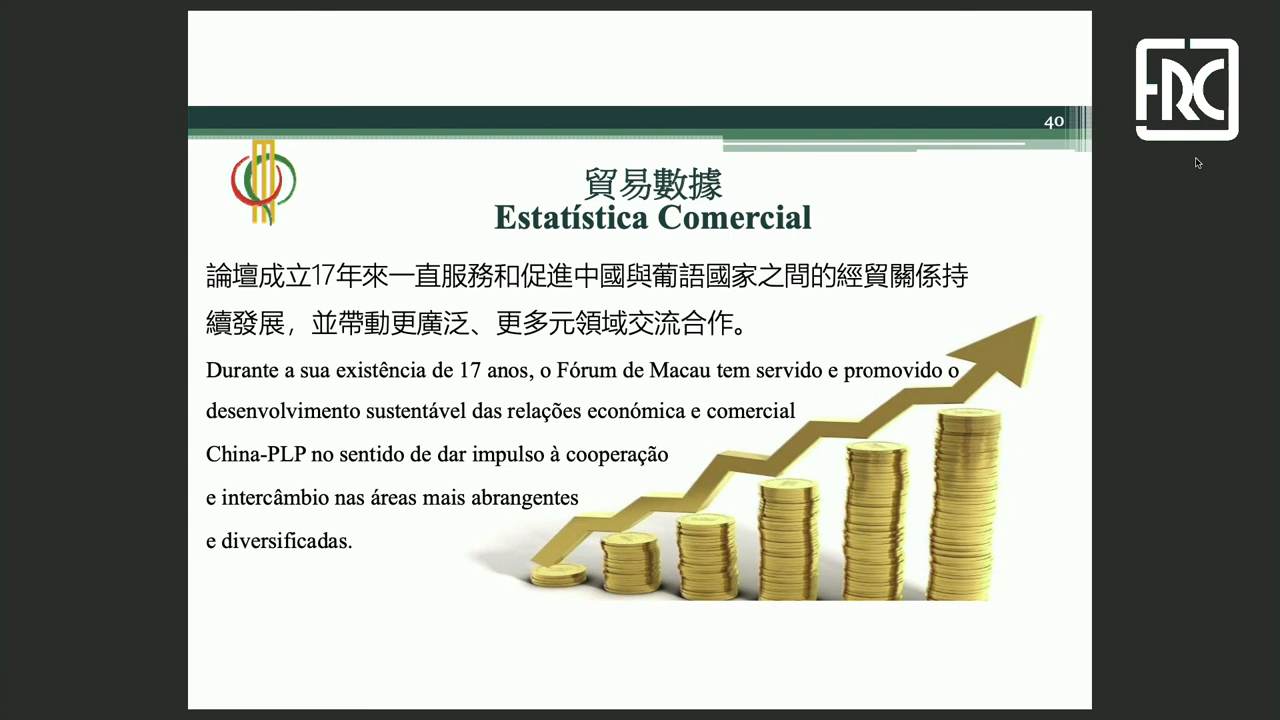 40
FRC
貿易數據
Estatística Comercial
論壇成立17年來一直服務和促進中國與葡語國家之間的經貿關係持
續發展，並帶動更廣泛、更多元領域交流合作。
Durante a sua existência de 17 anos, o Fórum de Macau tem servido e promovido o
desenvolvimento sustentável das relações económica e comercial
China-PLP no sentido de dar impulso à cooperação
e intercâmbio nas áreas mais abrangentes
e diversificadas.